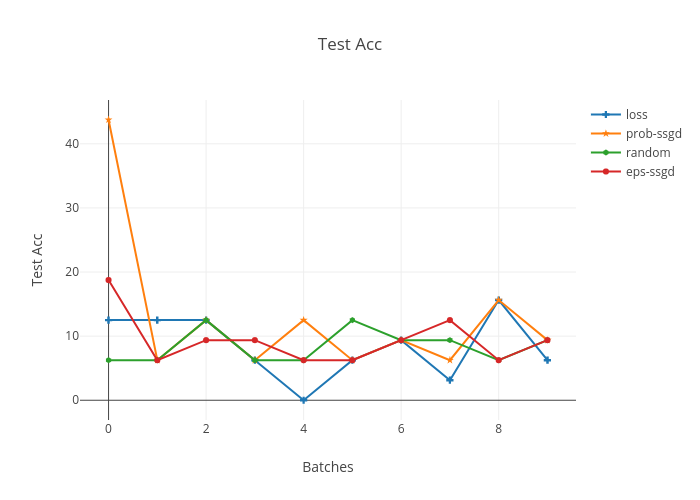 Test Acc
loss
prob-ssgd
random
eps-ssgd
Test Acc
40
30
20
10
0
0 2 4 6 8
Batches